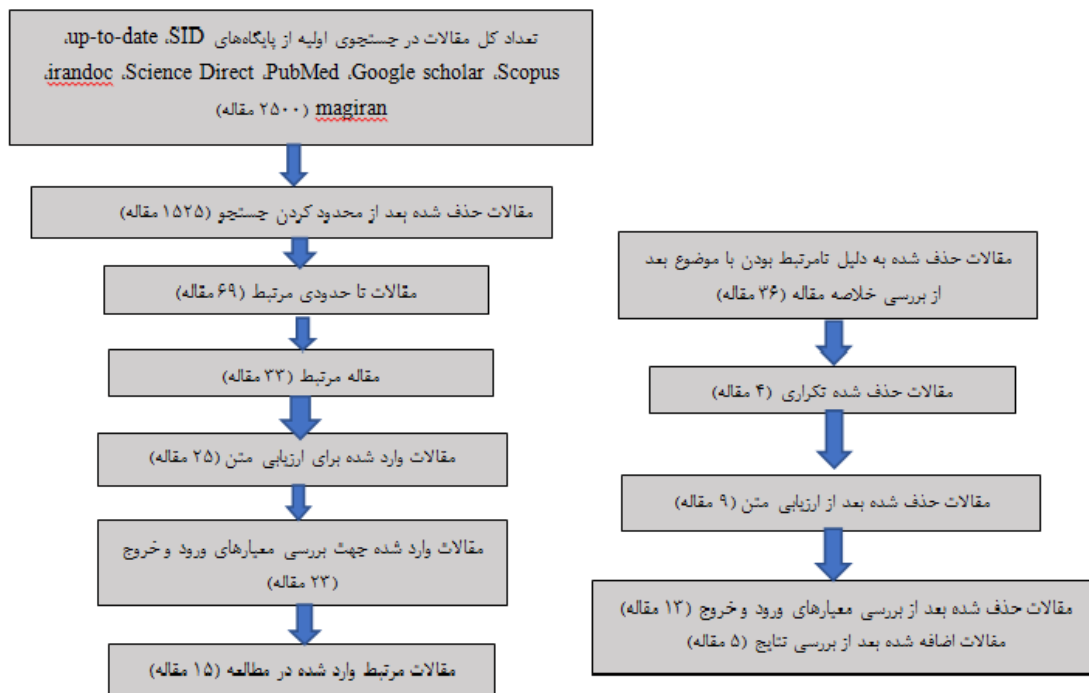 تعداد کل مقالات در جستجوی اولیه از پایگاه‌های up-to-date ،SID،
irandoc ،Science Direct ،PubMed ،Google scholar ،Scopus،
magiran (۲۵۰۰ مقاله)
مقالات حذف شده بعد از محدود کردن جستجو (۱۵۲۵ مقاله)
مقالات تا حدودی مرتبط (۶۹ مقاله)
مقاله مرتبط (۳۳ مقاله)
مقالات وارد شده برای ارزیابی متن (۲۵ مقاله)
مقالات وارد شده جهت بررسی معیارهای ورود و خروج
(۲۳ مقاله)
مقالات مرتبط وارد شده در مطالعه (۱۵ مقاله)
مقالات حذف شده به دلیل نامرتبط بودن با موضوع بعد
از بررسی خلاصه مقاله (۳۶ مقاله)
مقالات حذف شده تکراری (۴ مقاله)
مقالات حذف شده بعد از ارزیابی متن (۹ مقاله)
مقالات حذف شده بعد از بررسی معیارهای ورود و خروج (۱۳ مقاله)
مقالات اضافه شده بعد از بررسی نتایج (۵ مقاله)